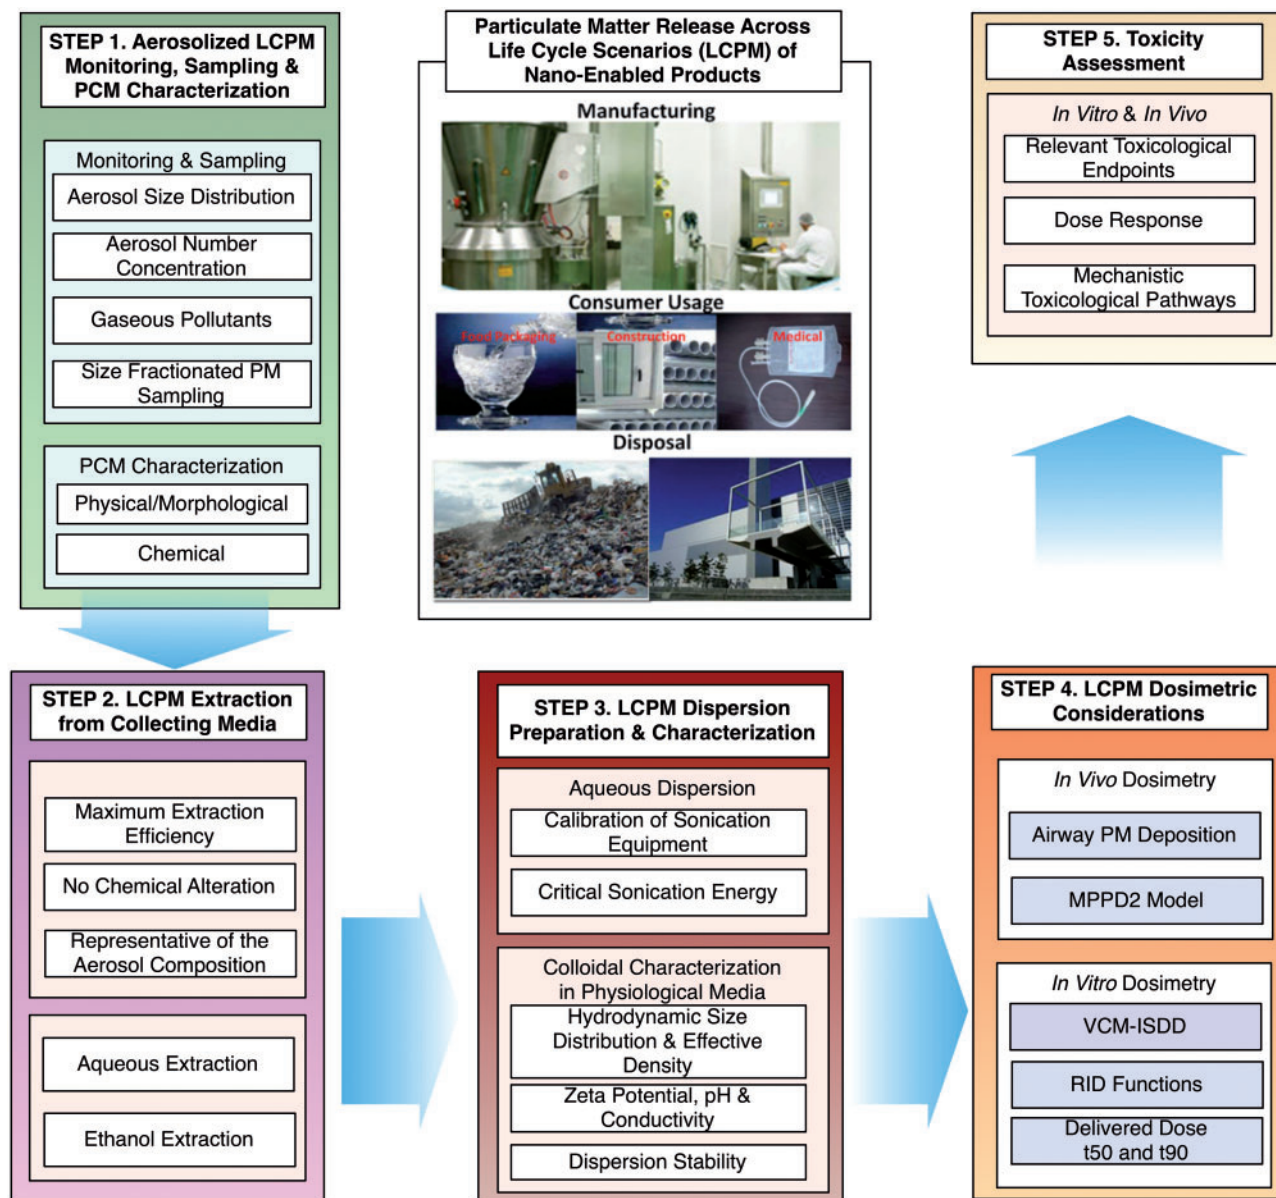 STEP 1. Aerosolized LCPM
Monitoring, Sampling &
PCM Characterization
Monitoring & Sampling
Aerosol Size Distribution
Aerosol Number
Concentration
Gaseous Pollutants
Size Fractionated PM
Sampling
PCM Characterization
Physical/Morphological
Chemical
Particulate Matter Release Across
Life Cycle Scenarios (LCPM) of
Nano-Enabled Products
Manufacturing
Consumer Usage
Food Packaging
Construction
Medical
Disposal
STEP 5. Toxicity
Assessment
In Vitro & In Vivo
Relevant Toxicological
Endpoints
Dose Response
Mechanistic
Toxicological Pathways
STEP 2. LCPM Extraction
from Collecting Media
Maximum Extraction
Efficiency
No Chemical Alteration
Representative of the
Aerosol Composition
Aqueous Extraction
Ethanol Extraction
STEP 3. LCPM Dispersion
Preparation & Characterization
Aqueous Dispersion
Calibration of Sonication
Equipment
Critical Sonication Energy
Colloidal Characterization
in Physiological Media
Hydrodynamic Size
Distribution & Effective
Density
Zeta Potential, pH &
Conductivity
Dispersion Stability
STEP 4. LCPM Dosimetric
Considerations
In Vivo Dosimetry
Airway PM Deposition
MPPD2 Model
In Vitro Dosimetry
VCM-ISDD
RID Functions
Delivered Dose
t50 and t90